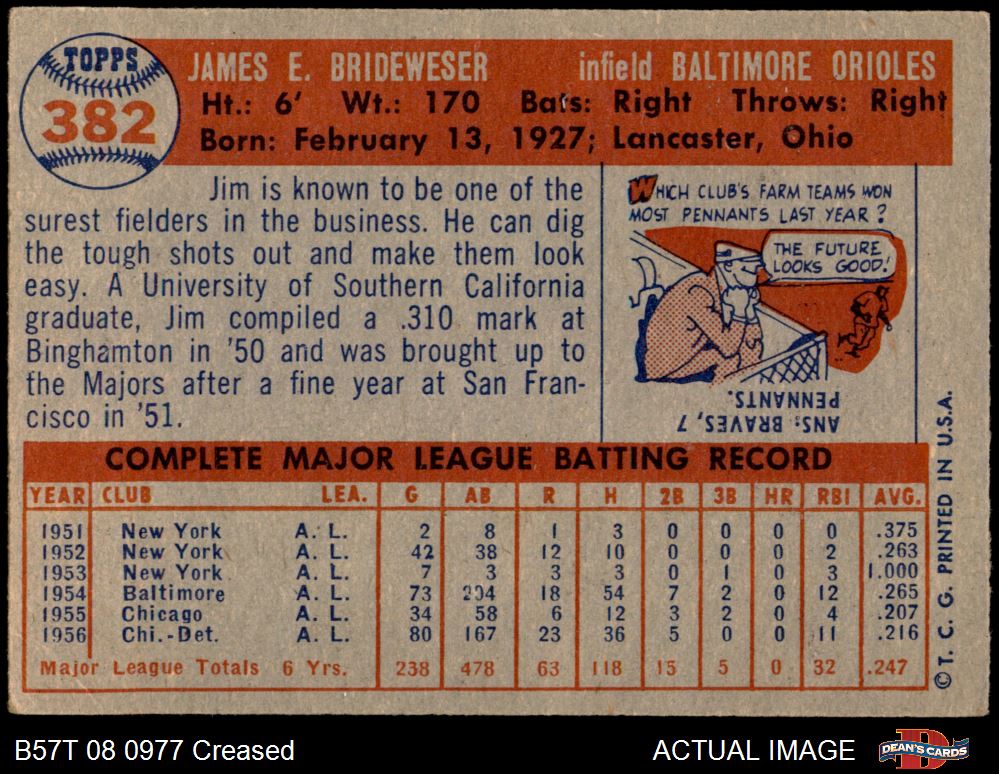 TOPPS
382
JAMES E. BRIDEWESER infield BALTIMORE ORIOLES
Ht.: 6' Wt.: 170 Bats: Right Throws: Right
Born: February 13, 1927; Lancaster, Ohio
Jim is known to be one of the
surest fielders in the business. He can dig
the tough shots out and make them look
easy. A University of Southern California
graduate, Jim compiled a .310 mark at
Binghamton in '50 and was brought up to
the Majors after a fine year at San Fran-
cisco in '51.
WHICH CLUB'S FARM TEAMS WON
MOST PENNANTS LAST YEAR?
THE FUTURE
LOOKS GOOD!
ANS: BRAVES, 7
PENNANTS.
COMPLETE MAJOR LEAGUE BATTING RECORD
YEAR CLUB LEA. G AB R H 2B 3B HR RBI AVG.
1951 New York A. L. 2 8 1 3 0 0 0 0 .375
1952 New York A. L. 42 38 12 10 0 0 0 2 .263
1953 New York A. L. 7 3 3 3 0 1 0 3 1.000
1954 Baltimore A. L. 73 204 18 54 7 2 0 12 .265
1955 Chicago A. L. 34 58 6 12 3 2 0 4 .207
1956 Chi.-Det. A. L. 80 167 23 36 5 0 0 11 .216
Major League Totals 6 Yrs. 238 478 63 118 15 5 0 32 .247
©T. C. G. PRINTED IN U.S.A.
B57T 08 0977 Creased ACTUAL IMAGE
DEAN'S CARDS